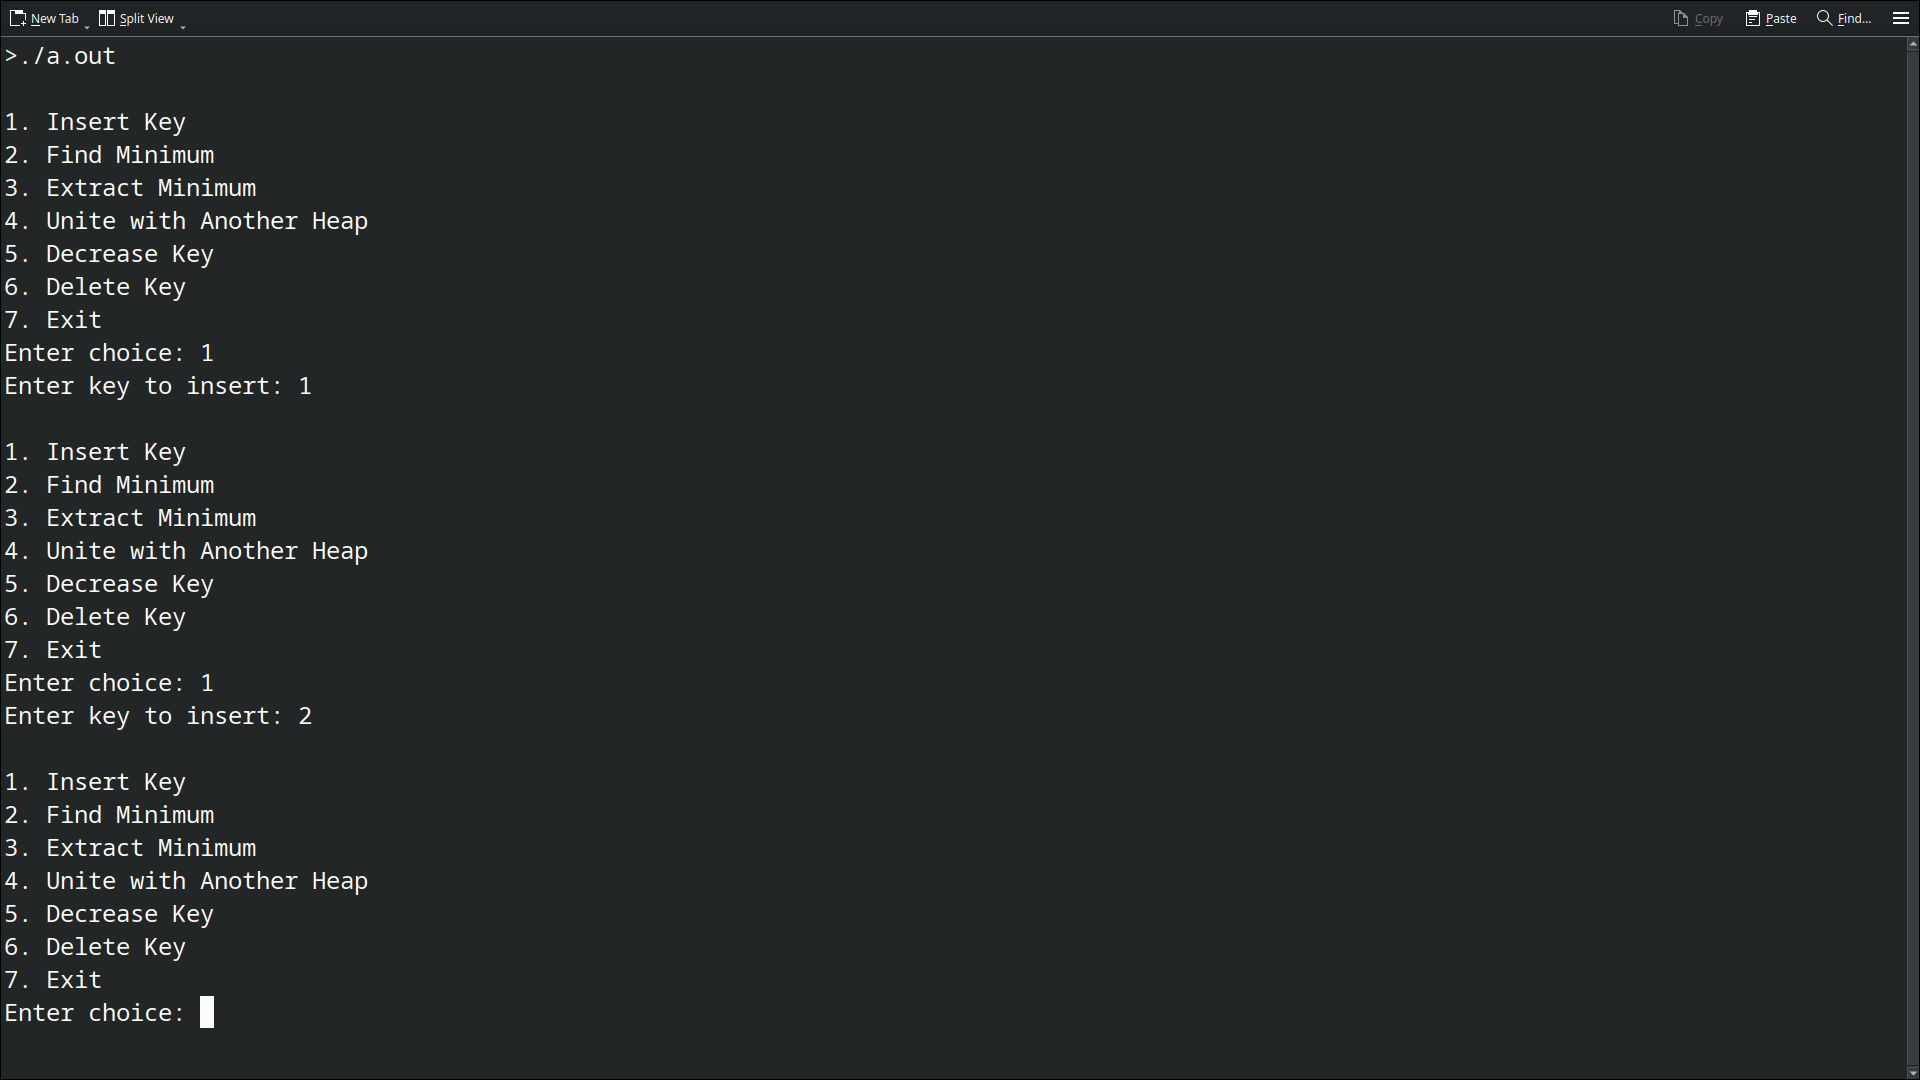 New Tab Split View Copy Paste Find...
>./a.out
1. Insert Key
2. Find Minimum
3. Extract Minimum
4. Unite with Another Heap
5. Decrease Key
6. Delete Key
7. Exit
Enter choice: 1
Enter key to insert: 1
1. Insert Key
2. Find Minimum
3. Extract Minimum
4. Unite with Another Heap
5. Decrease Key
6. Delete Key
7. Exit
Enter choice: 1
Enter key to insert: 2
1. Insert Key
2. Find Minimum
3. Extract Minimum
4. Unite with Another Heap
5. Decrease Key
6. Delete Key
7. Exit
Enter choice: